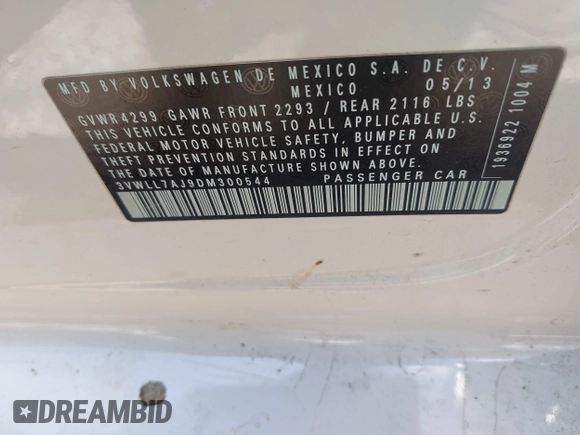 MFD BY VOLKSWAGEN DE MEXICO S.A. DE C.V.
MEXICO 05/13
GVWR 4299 GAWR FRONT 2293 / REAR 2116 LBS
THIS VEHICLE CONFORMS TO ALL APPLICABLE U.S.
FEDERAL MOTOR VEHICLE SAFETY, BUMPER AND
THEFT PREVENTION STANDARDS IN EFFECT ON
THE DATE OF MANUFACTURE SHOWN ABOVE.
3VWLL7AJ9DM300544 PASSENGER CAR
1936922 1004 M
DREAMBID